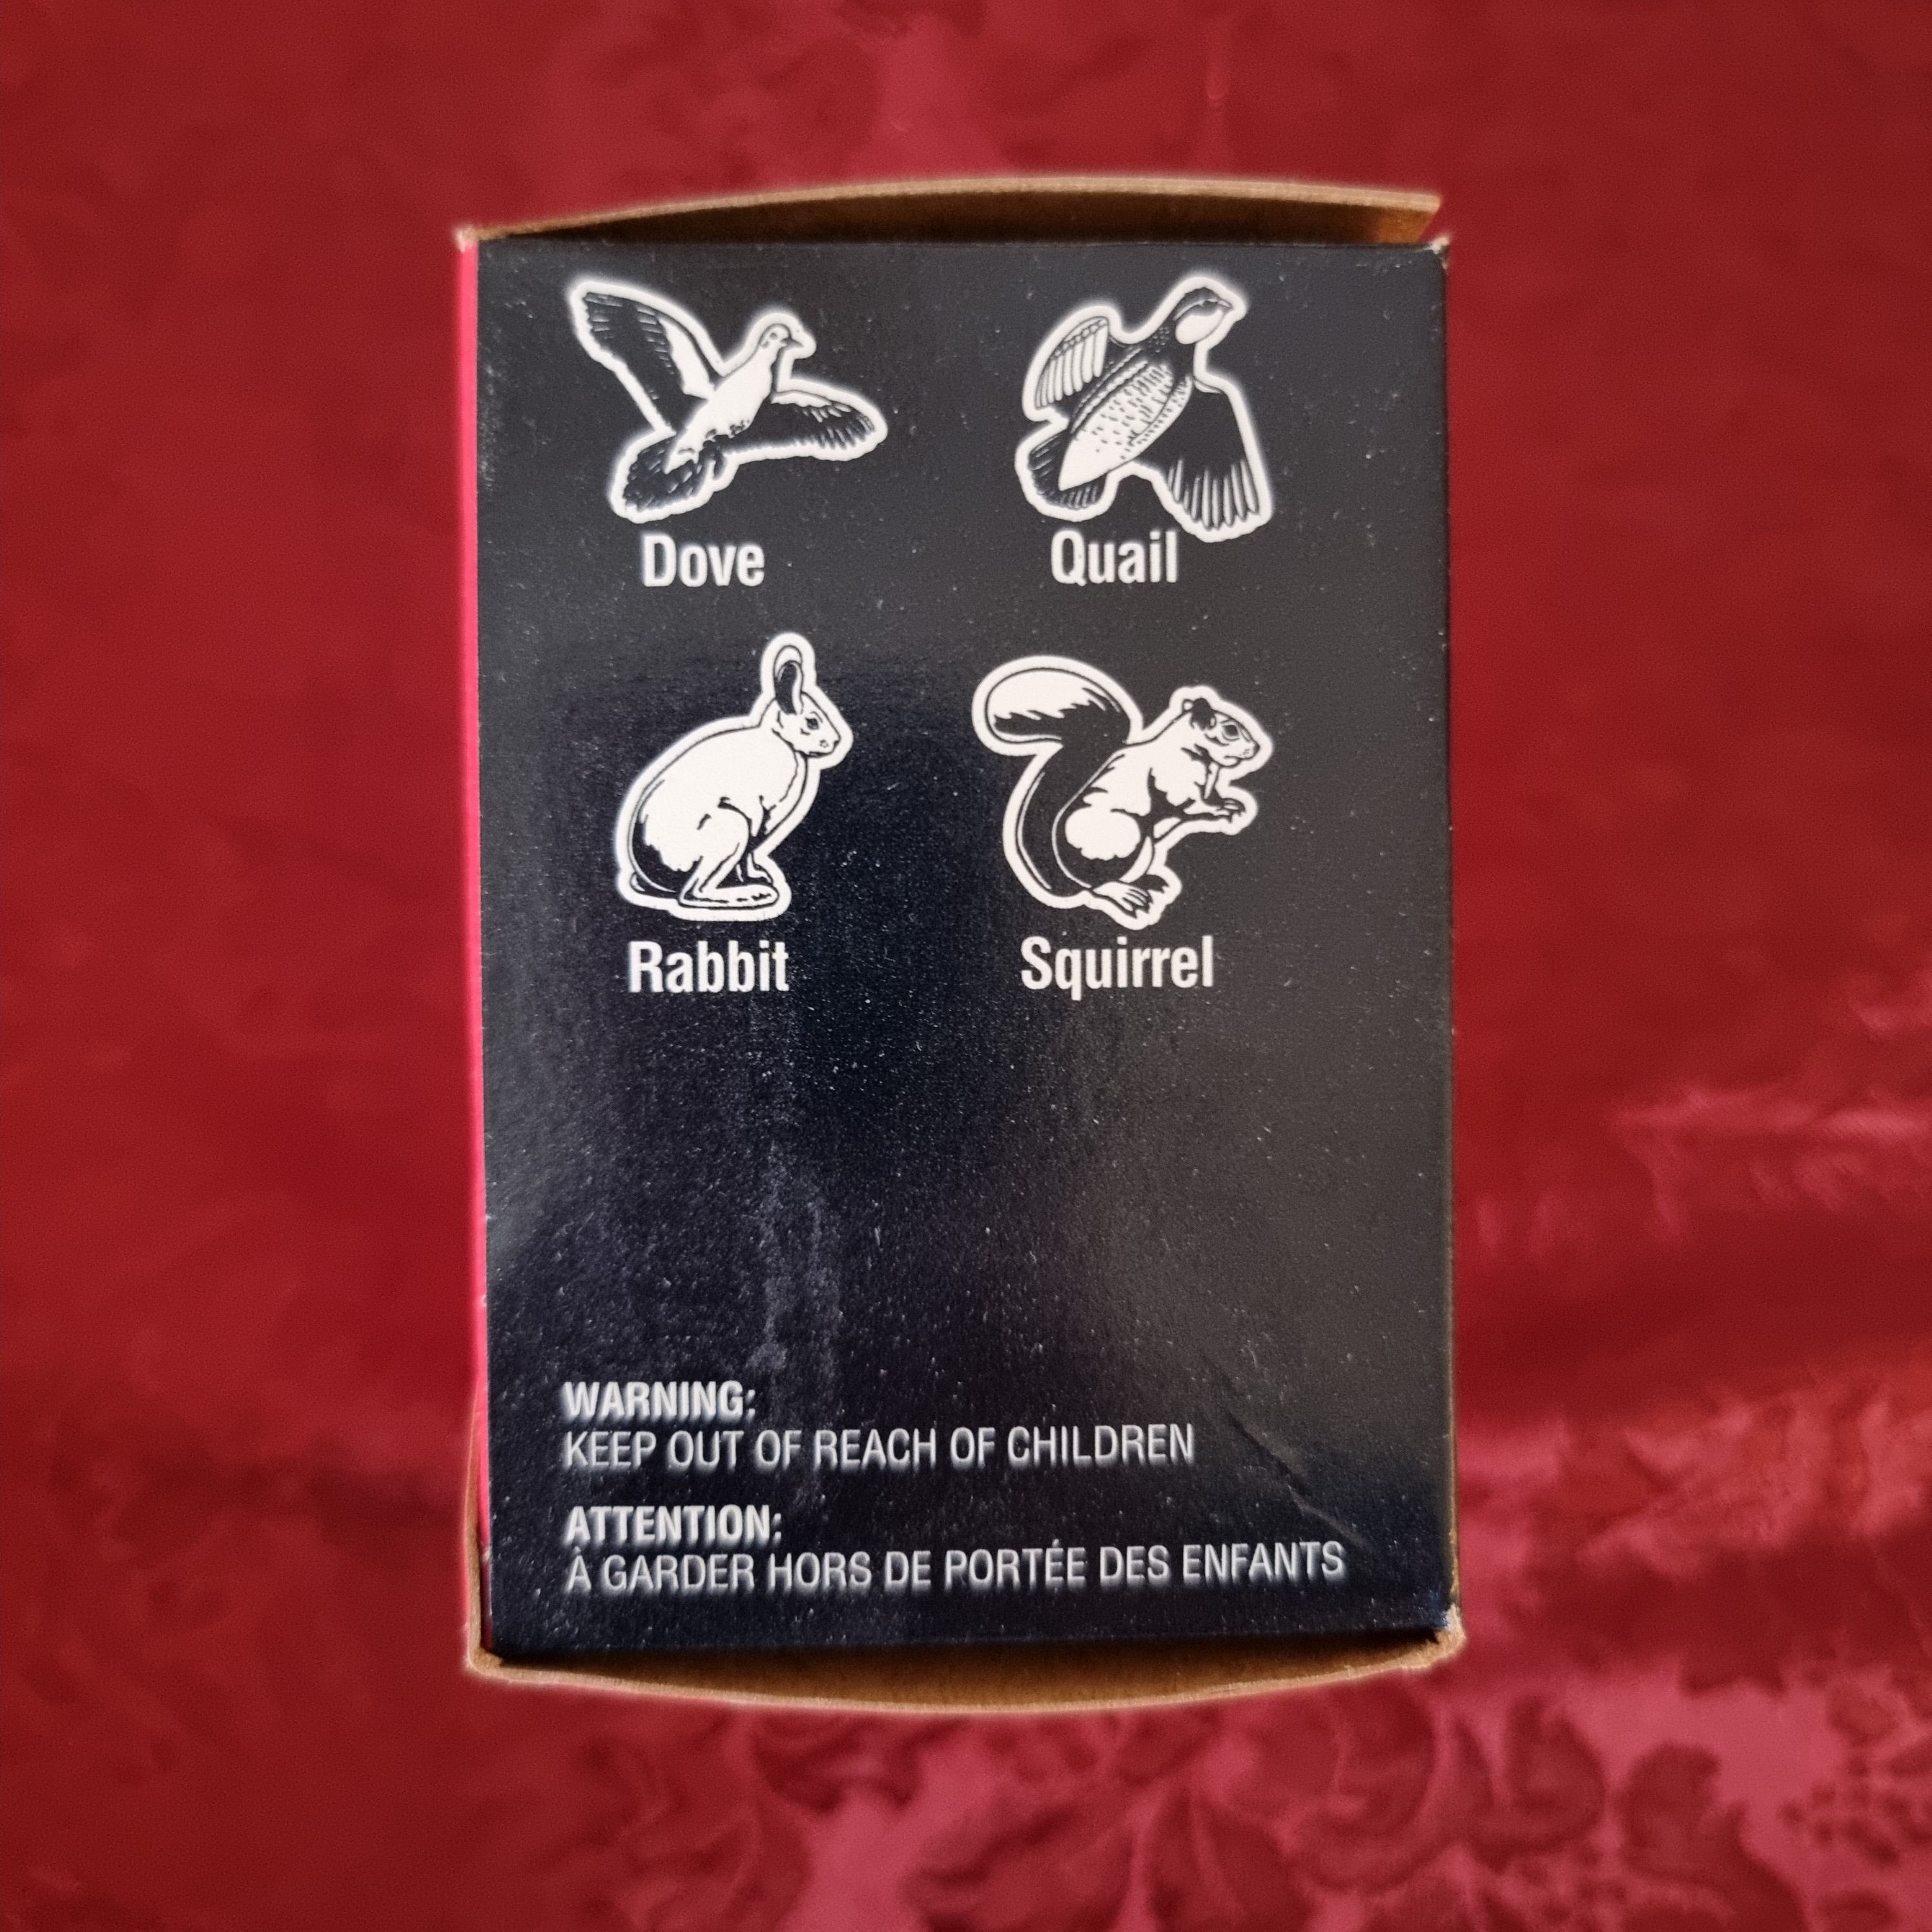 Dove
Quail
Rabbit
Squirrel
WARNING:
KEEP OUT OF REACH OF CHILDREN
ATTENTION:
À GARDER HORS DE PORTÉE DES ENFANTS